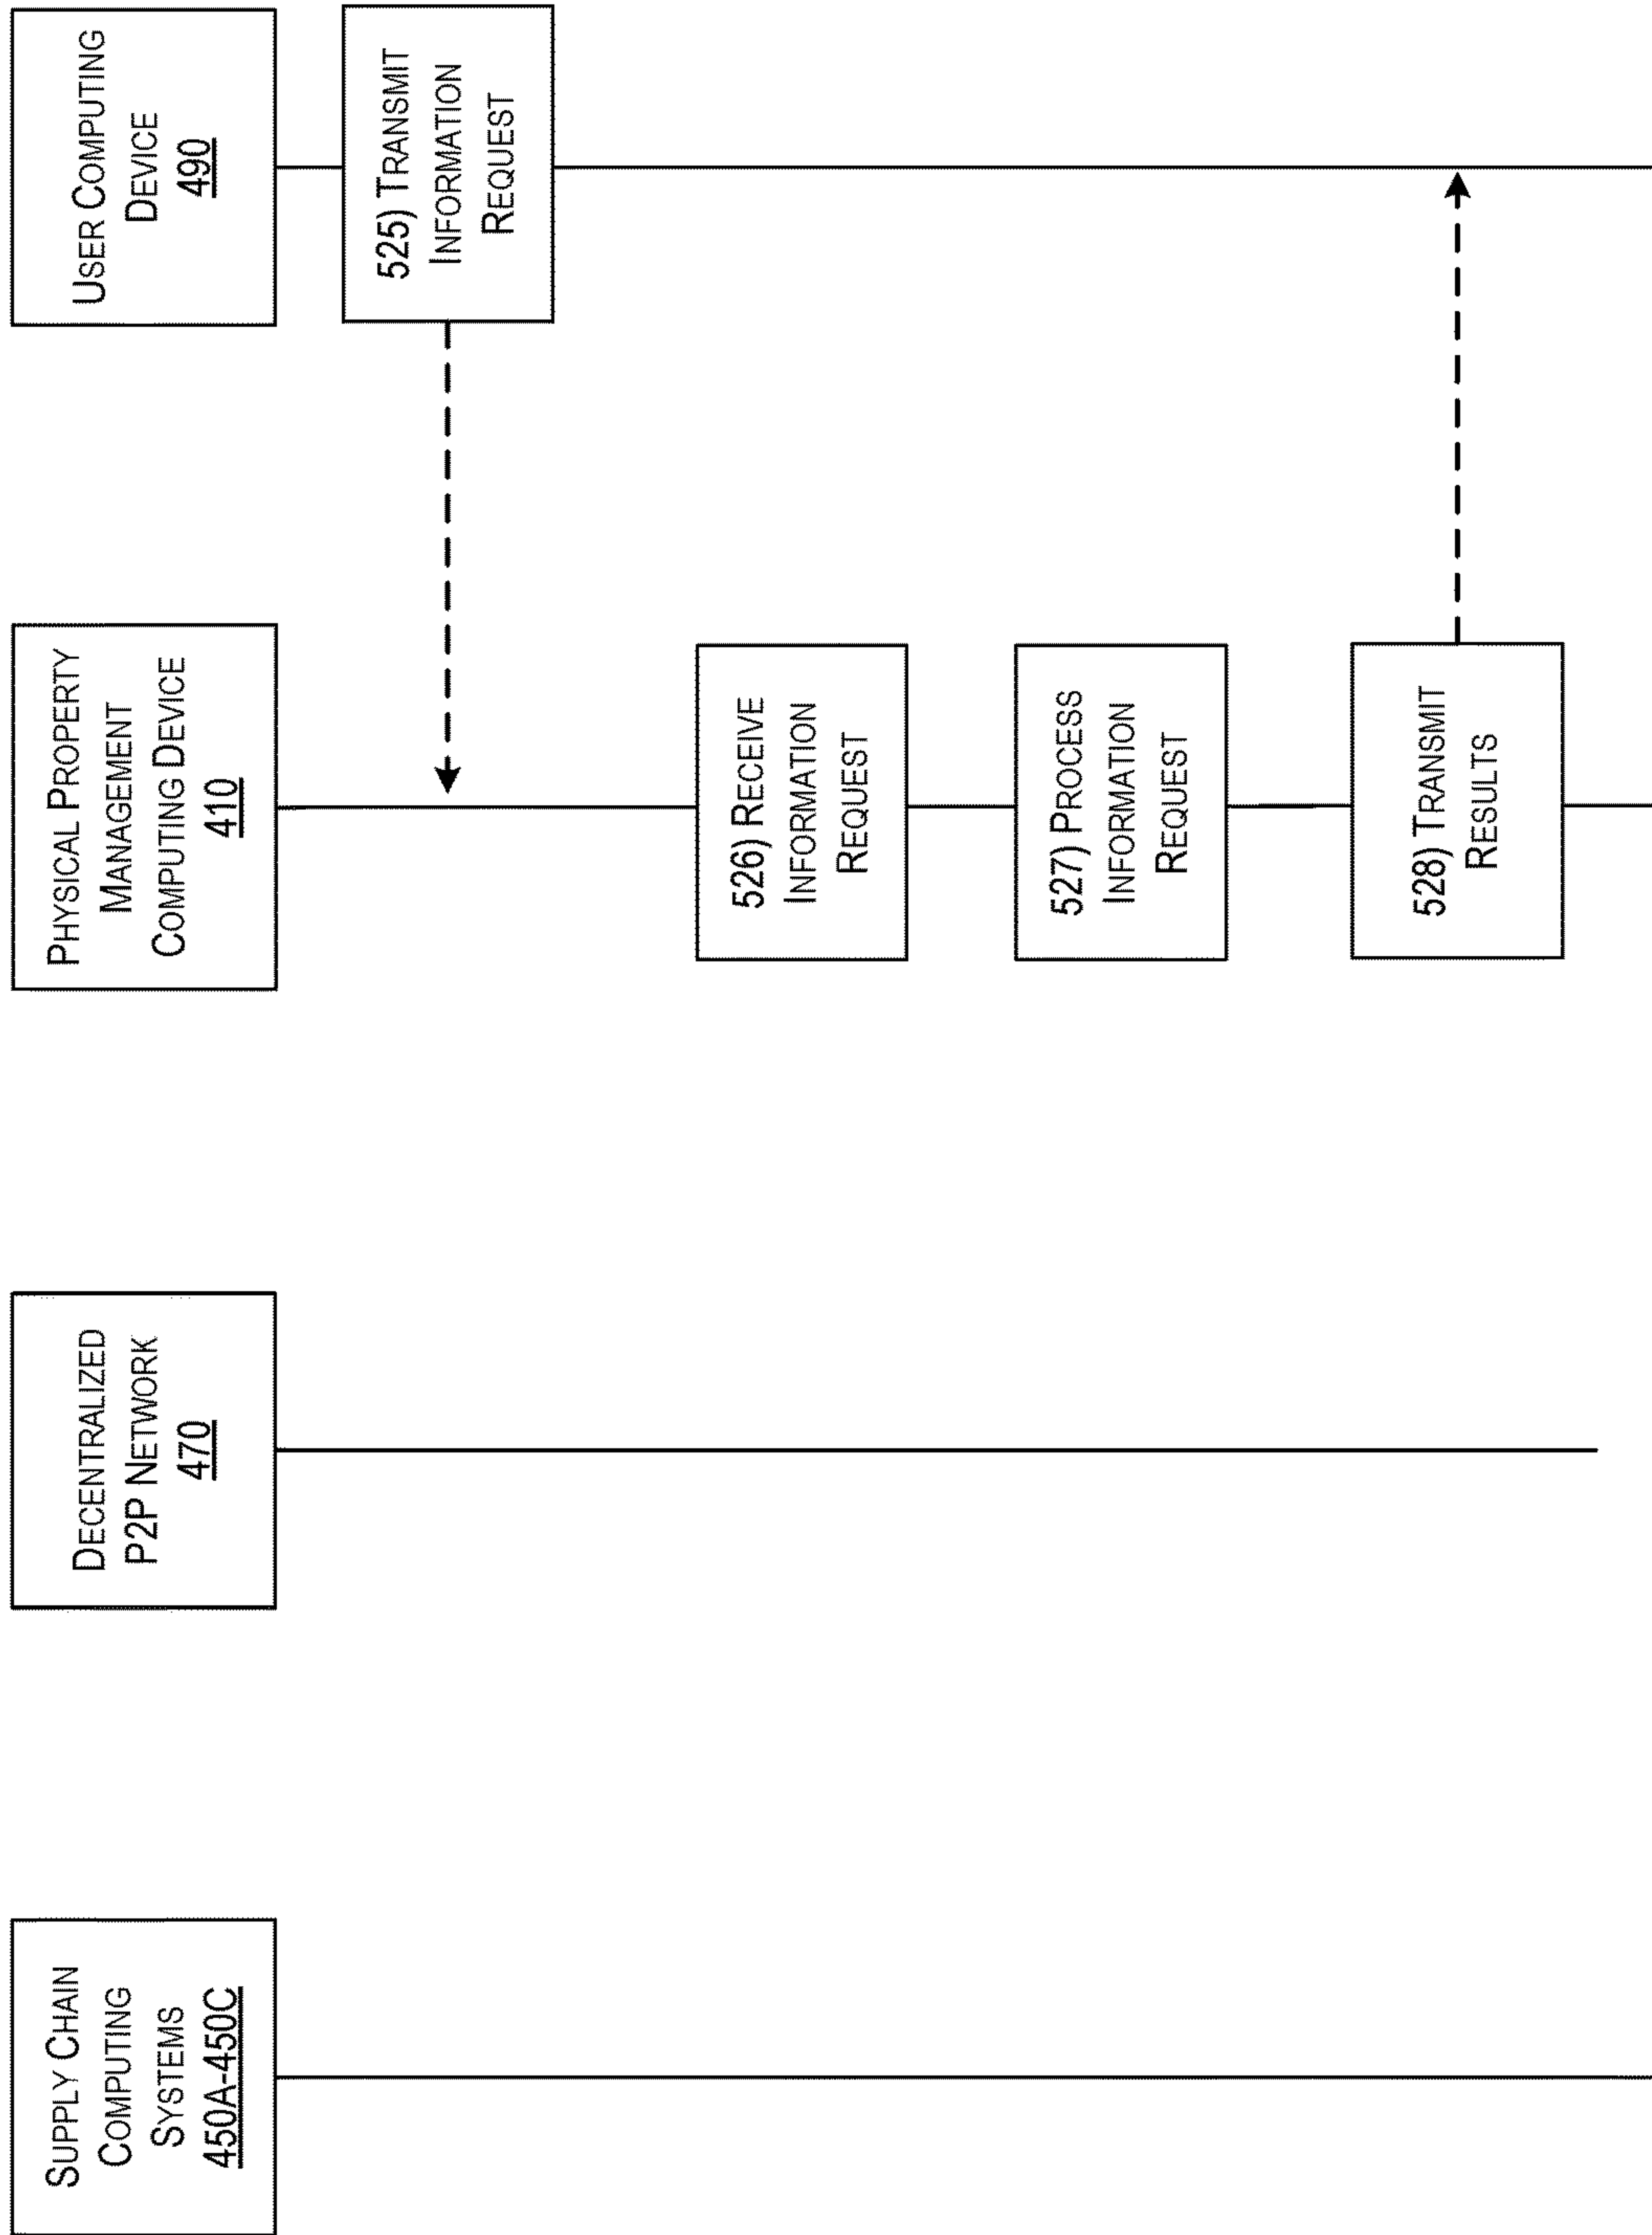 SUPPLY CHAIN
COMPUTING
SYSTEMS
450A-450C
DECENTRALIZED
P2P NETWORK
470
PHYSICAL PROPERTY
MANAGEMENT
COMPUTING DEVICE
410
USER COMPUTING
DEVICE
490
525) TRANSMIT
INFORMATION
REQUEST
526) RECEIVE
INFORMATION
REQUEST
527) PROCESS
INFORMATION
REQUEST
528) TRANSMIT
RESULTS